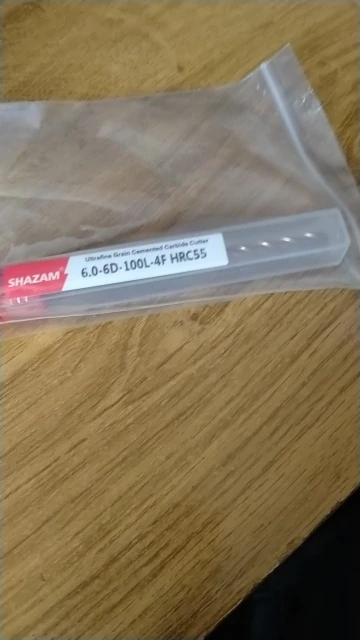 Ultrafine Grain Cemented Carbide Cutter
SHAZAM®
6.0-6D-100L-4F HRC55